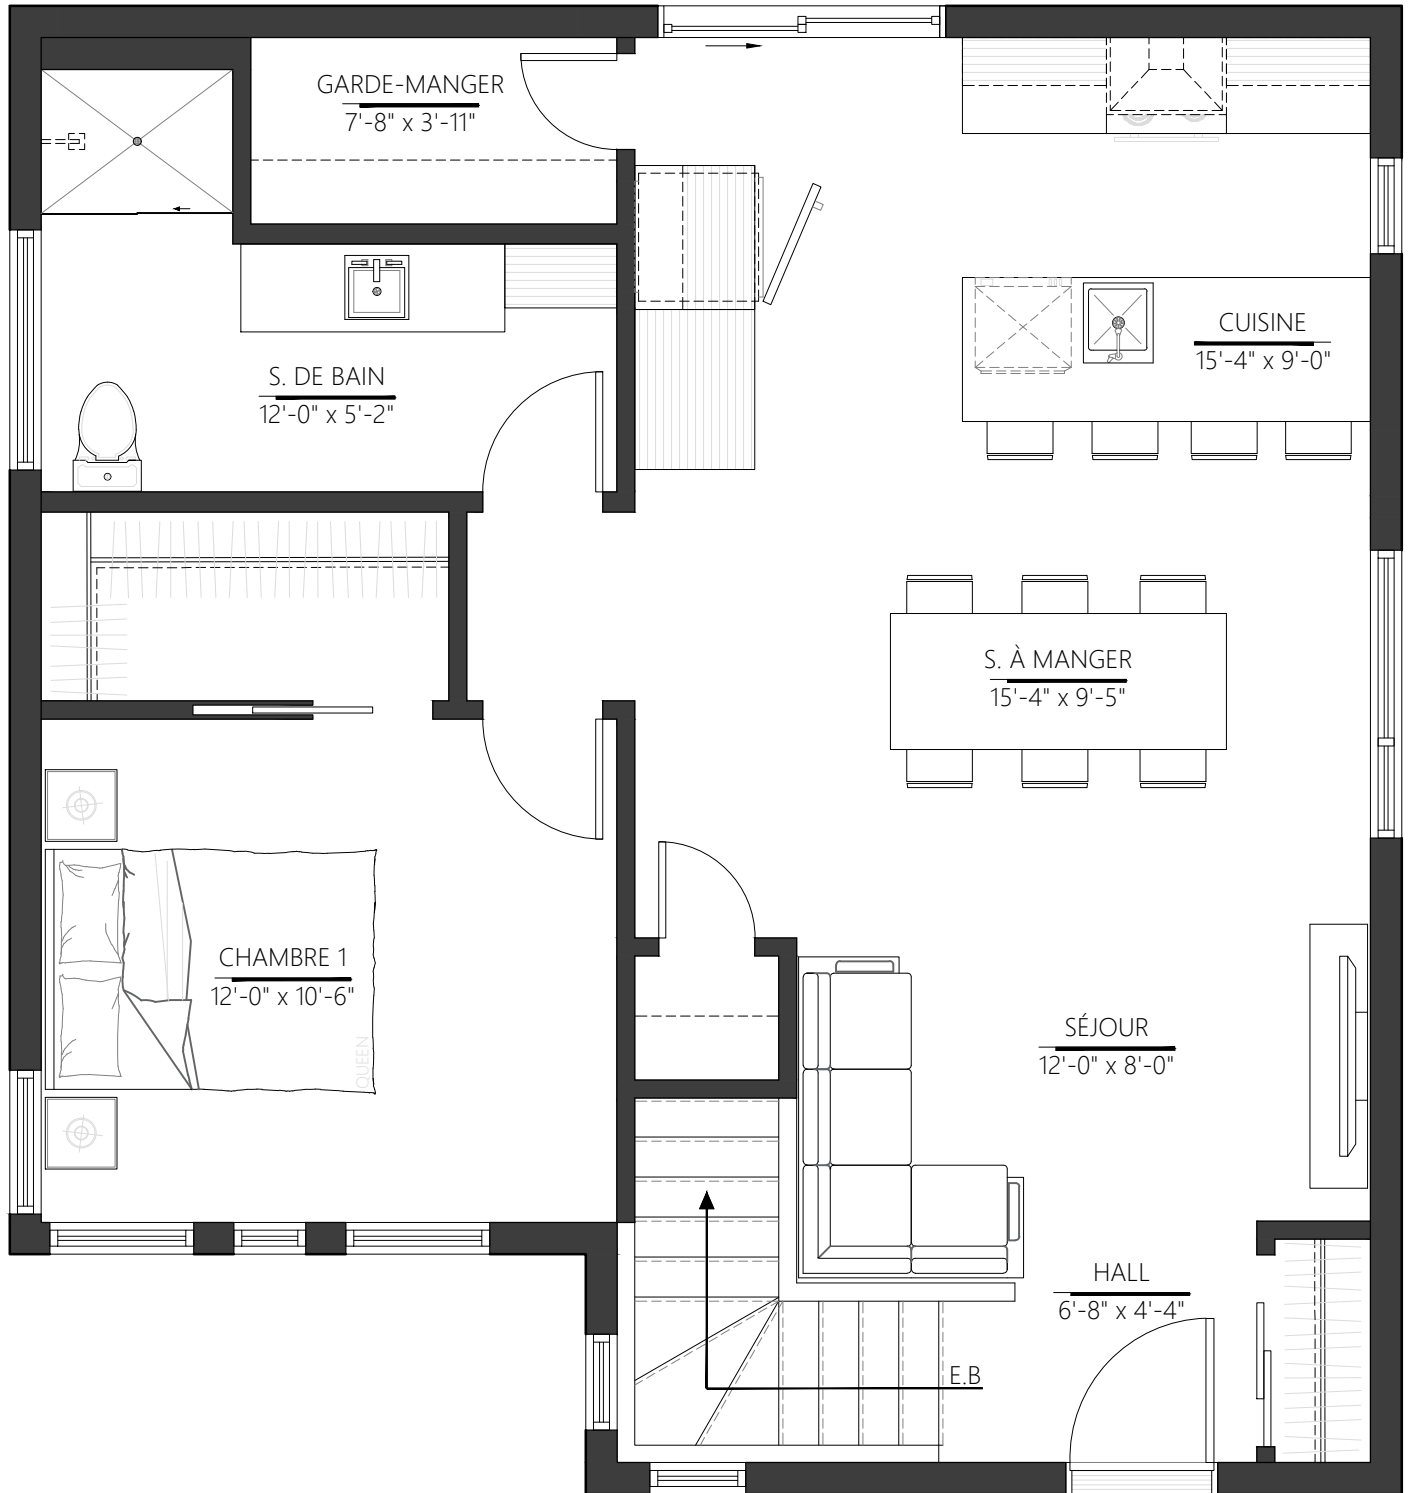 GARDE-MANGER
7'-8" x 3'-11"
CUISINE
15'-4" x 9'-0"
S. DE BAIN
12'-0" x 5'-2"
S. À MANGER
15'-4" x 9'-5"
CHAMBRE 1
12'-0" x 10'-6"
QUEEN
SÉJOUR
12'-0" x 8'-0"
HALL
6'-8" x 4'-4"
E.B